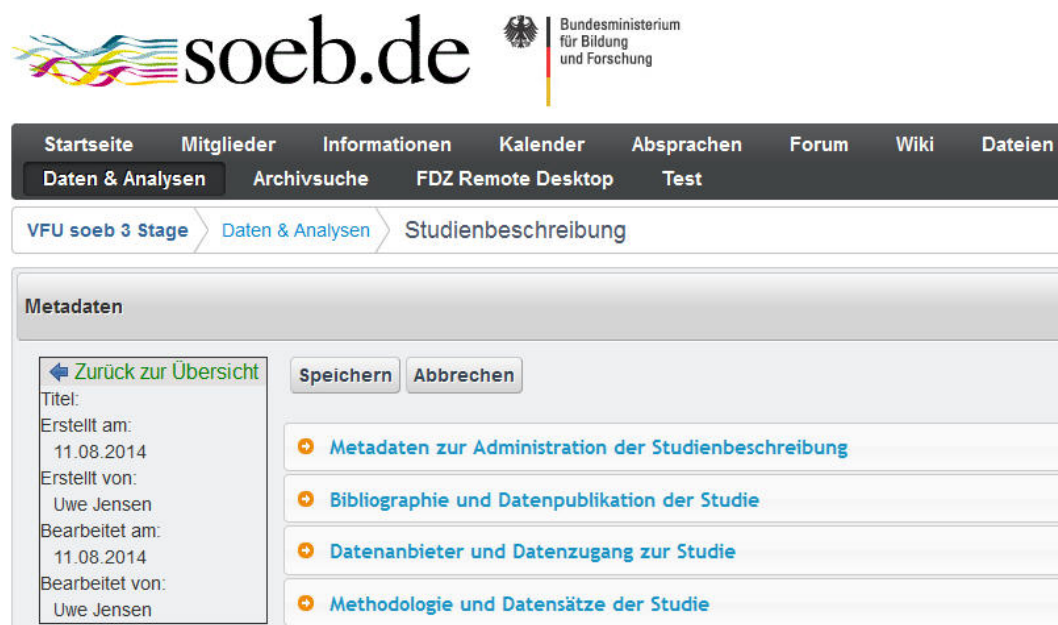 soeb.de
Bundesministerium
für Bildung
und Forschung
Startseite Mitglieder Informationen Kalender Absprachen Forum Wiki Dateien
Daten & Analysen Archivsuche FDZ Remote Desktop Test
VFU soeb 3 Stage Daten & Analysen Studienbeschreibung
Metadaten
Zurück zur Übersicht
Titel:
Erstellt am:
11.08.2014
Erstellt von:
Uwe Jensen
Bearbeitet am:
11.08.2014
Bearbeitet von:
Uwe Jensen
Speichern Abbrechen
Metadaten zur Administration der Studienbeschreibung
Bibliographie und Datenpublikation der Studie
Datenanbieter und Datenzugang zur Studie
Methodologie und Datensätze der Studie